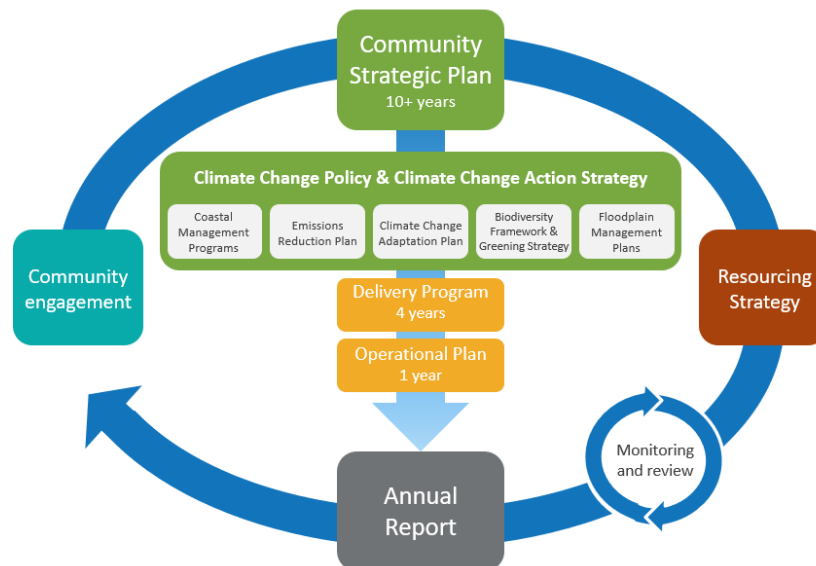 Community
Strategic Plan
10+ years
Climate Change Policy & Climate Change Action Strategy
Coastal
Management
Programs
Emissions
Reduction Plan
Climate Change
Adaptation Plan
Biodiversity
Framework &
Greening Strategy
Floodplain
Management
Plans
Community
engagement
Resourcing
Strategy
Delivery Program
4 years
Operational Plan
1 year
Monitoring
and review
Annual
Report